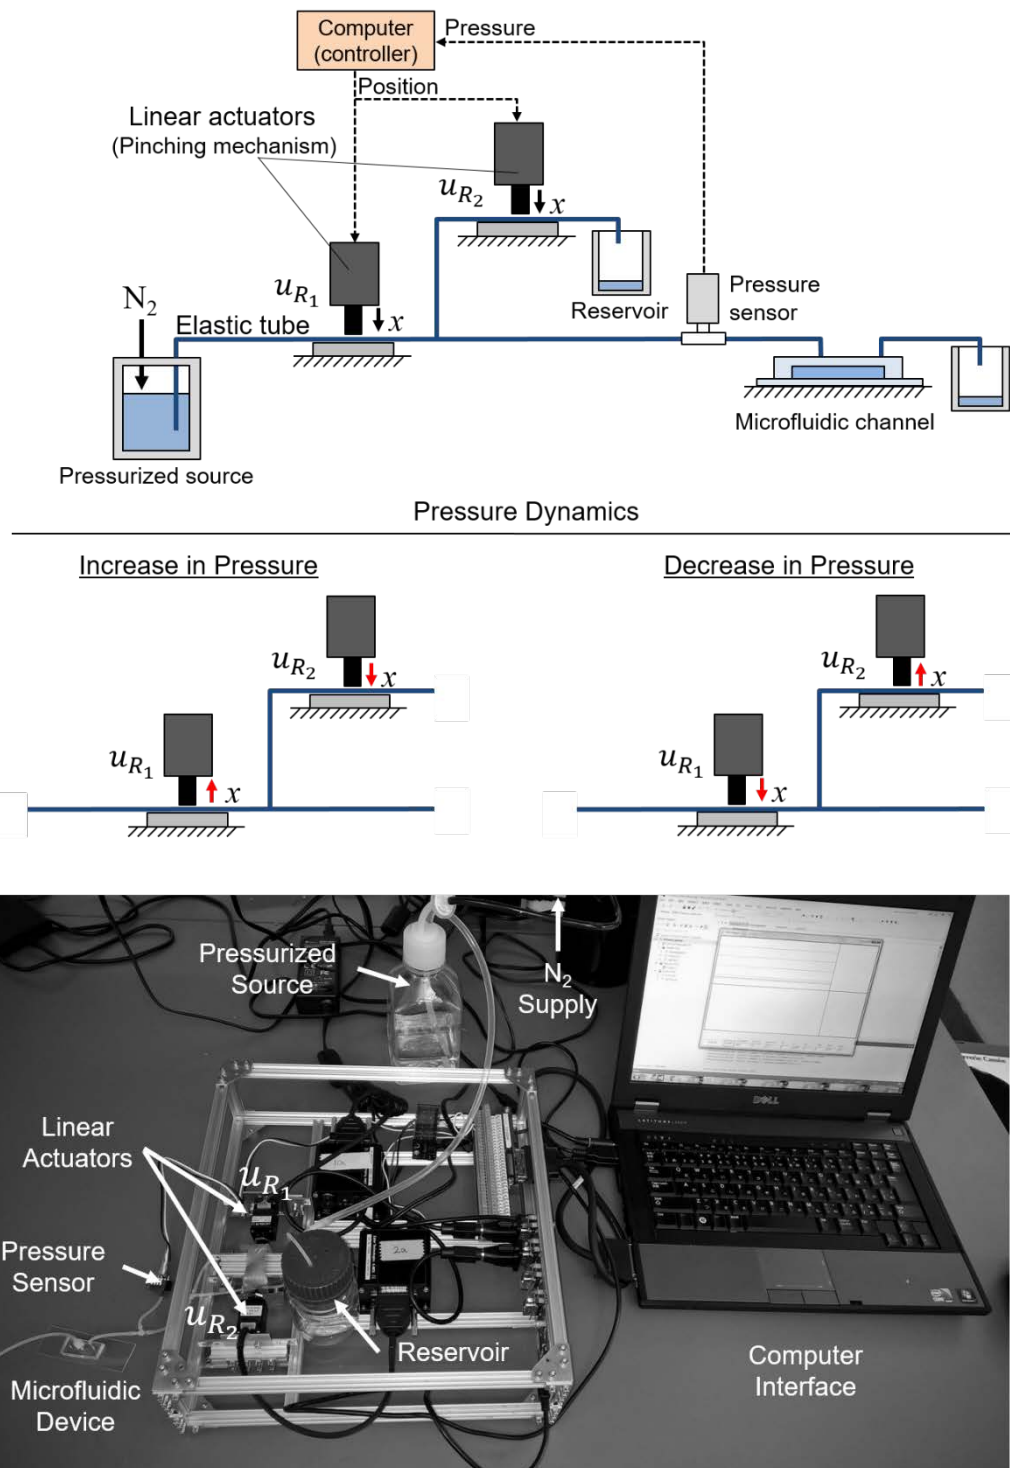 Computer
(controller)
Pressure
Position
Linear actuators
(Pinching mechanism)
u_{R_2}
x
u_{R_1}
x
N_2
Elastic tube
Reservoir
Pressure
sensor
Microfluidic channel
Pressurized source
Pressure Dynamics
Increase in Pressure
u_{R_2}
x
u_{R_1}
x
Decrease in Pressure
u_{R_2}
x
u_{R_1}
x
Pressurized
Source
N_2
Supply
DELL
Linear
Actuators
u_{R_1}
Pressure
Sensor
2a
u_{R_2}
Reservoir
Microfluidic
Device
Computer
Interface